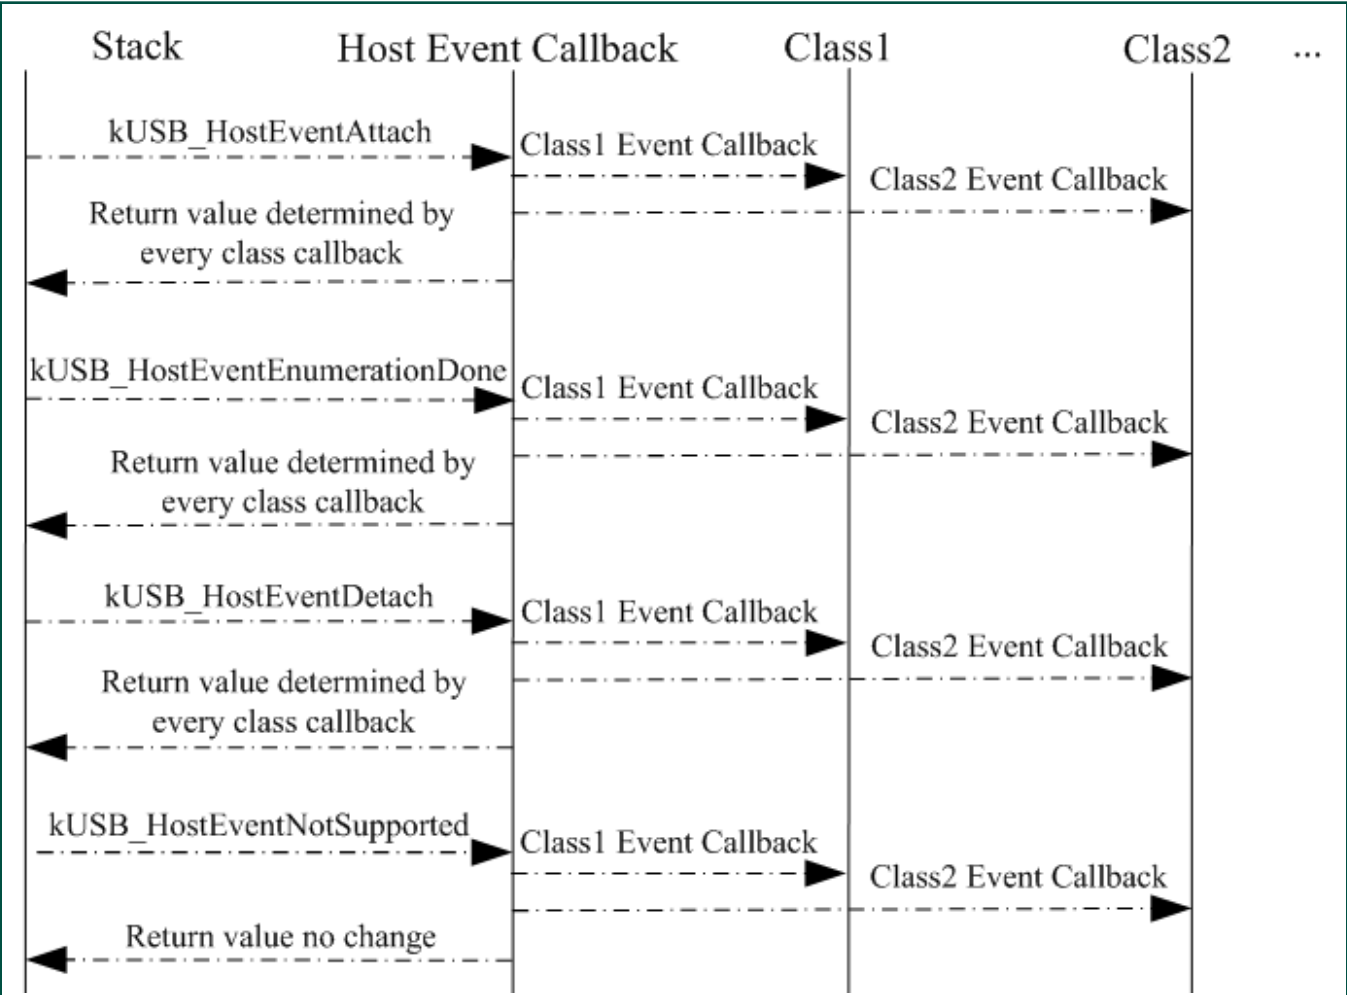 Stack Host Event Callback Class1 Class2 ...
kUSB_HostEventAttach
Class1 Event Callback
Class2 Event Callback
Return value determined by
every class callback
kUSB_HostEventEnumerationDone
Class1 Event Callback
Class2 Event Callback
Return value determined by
every class callback
kUSB_HostEventDetach
Class1 Event Callback
Class2 Event Callback
Return value determined by
every class callback
kUSB_HostEventNotSupported
Class1 Event Callback
Class2 Event Callback
Return value no change